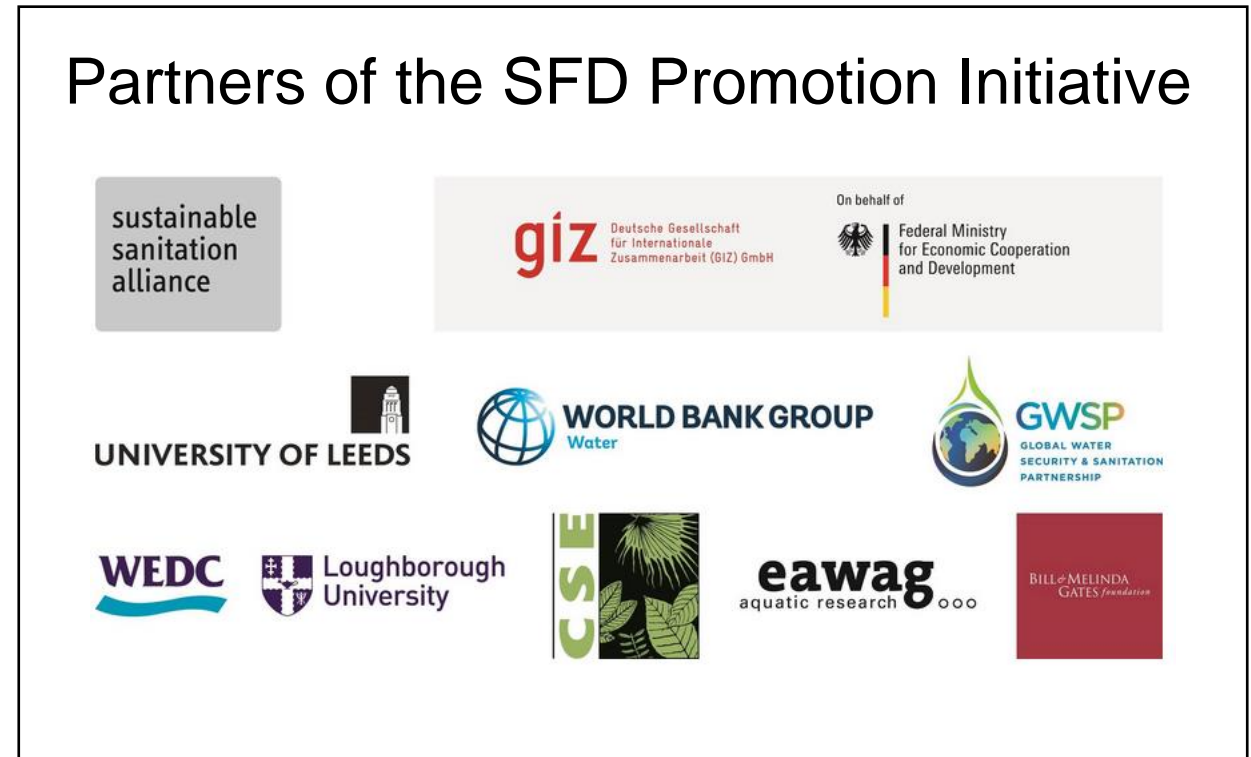 Partners of the SFD Promotion Initiative
sustainable
sanitation
alliance
giz
Deutsche Gesellschaft
für Internationale
Zusammenarbeit (GIZ) GmbH
On behalf of
Federal Ministry
for Economic Cooperation
and Development
UNIVERSITY OF LEEDS
WORLD BANK GROUP
Water
GWSP
GLOBAL WATER
SECURITY & SANITATION
PARTNERSHIP
WEDC
Loughborough
University
CSE
eawag
aquatic research
BILL & MELINDA
GATES foundation